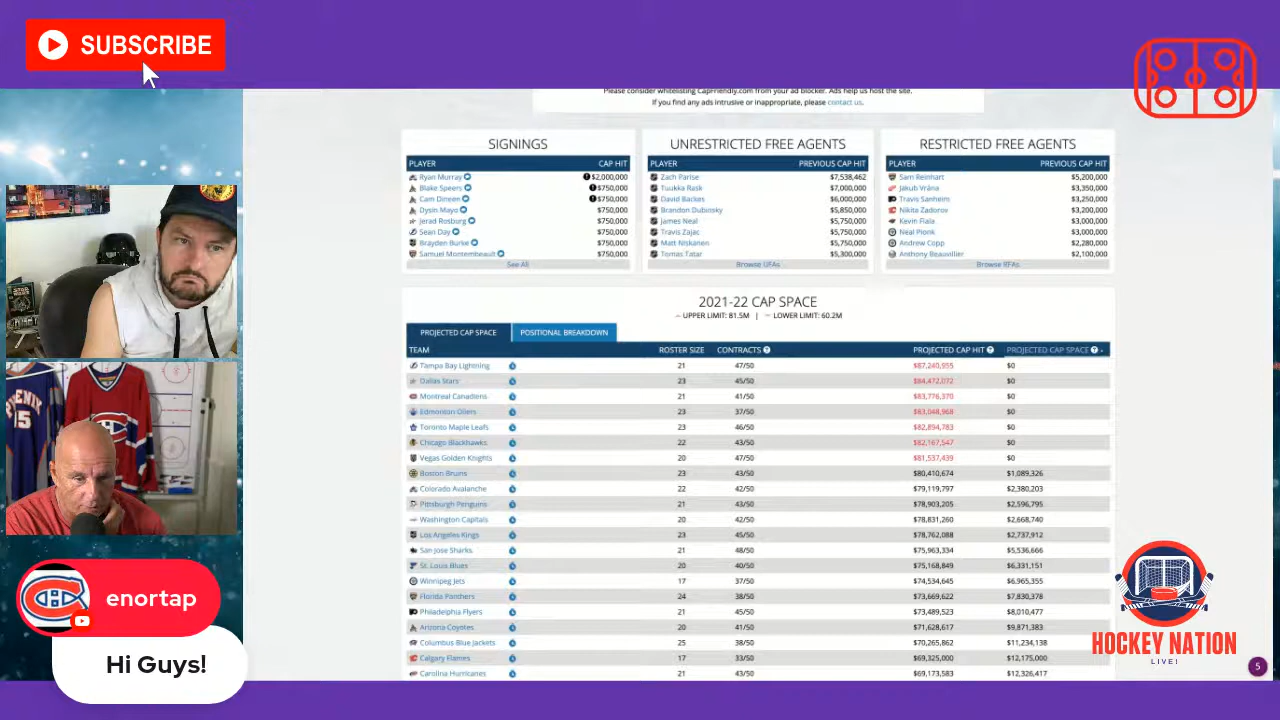 SUBSCRIBE
Please consider whitelisting CapFriendly.com from your ad blocker. Ads help us host the site.
If you find any ads intrusive or inappropriate, please contact us.
SIGNINGS
PLAYER CAP HIT
Ryan Murray $2,000,000
Blake Speers $750,000
Cam Dineen $750,000
Dysin Mayo $750,000
Jerad Rosburg $750,000
Sean Day $750,000
Brayden Burke $750,000
Samuel Montembeault $750,000
See All
UNRESTRICTED FREE AGENTS
PLAYER PREVIOUS CAP HIT
Zach Parise $7,538,462
Tuukka Rask $7,000,000
David Backes $6,000,000
Brandon Dubinsky $5,850,000
James Neal $5,750,000
Travis Zajac $5,750,000
Matt Niskanen $5,750,000
Tomas Tatar $5,300,000
Browse UFAs
RESTRICTED FREE AGENTS
PLAYER PREVIOUS CAP HIT
Sam Reinhart $5,200,000
Jakub Vrána $3,350,000
Travis Sanheim $3,250,000
Nikita Zadorov $3,200,000
Kevin Fiala $3,000,000
Neal Pionk $3,000,000
Andrew Copp $2,280,000
Anthony Beauvillier $2,100,000
Browse RFAs
2021-22 CAP SPACE
UPPER LIMIT: 81.5M | LOWER LIMIT: 60.2M
PROJECTED CAP SPACE POSITIONAL BREAKDOWN
TEAM ROSTER SIZE CONTRACTS PROJECTED CAP HIT PROJECTED CAP SPACE
Tampa Bay Lightning 21 47/50 $87,240,955 $0
Dallas Stars 23 45/50 $84,472,072 $0
Montreal Canadiens 21 41/50 $83,776,370 $0
Edmonton Oilers 23 37/50 $83,048,968 $0
Toronto Maple Leafs 23 46/50 $82,894,783 $0
Chicago Blackhawks 22 43/50 $82,167,547 $0
Vegas Golden Knights 20 47/50 $81,537,439 $0
Boston Bruins 23 43/50 $80,410,674 $1,089,326
Colorado Avalanche 22 42/50 $79,119,797 $2,380,203
Pittsburgh Penguins 21 43/50 $78,903,205 $2,596,795
Washington Capitals 20 42/50 $78,831,260 $2,668,740
Los Angeles Kings 23 45/50 $78,762,088 $2,737,912
San Jose Sharks 21 48/50 $75,963,334 $5,536,666
St. Louis Blues 20 40/50 $75,168,849 $6,331,151
Winnipeg Jets 17 37/50 $74,534,645 $6,965,355
Florida Panthers 24 38/50 $73,669,622 $7,830,378
Philadelphia Flyers 21 45/50 $73,489,523 $8,010,477
Arizona Coyotes 20 41/50 $71,628,617 $9,871,383
Columbus Blue Jackets 25 38/50 $70,265,862 $11,234,138
Calgary Flames 17 33/50 $69,325,000 $12,175,000
Carolina Hurricanes 21 43/50 $69,173,583 $12,326,417
enortap
Hi Guys!
HOCKEY NATION
LIVE!
5